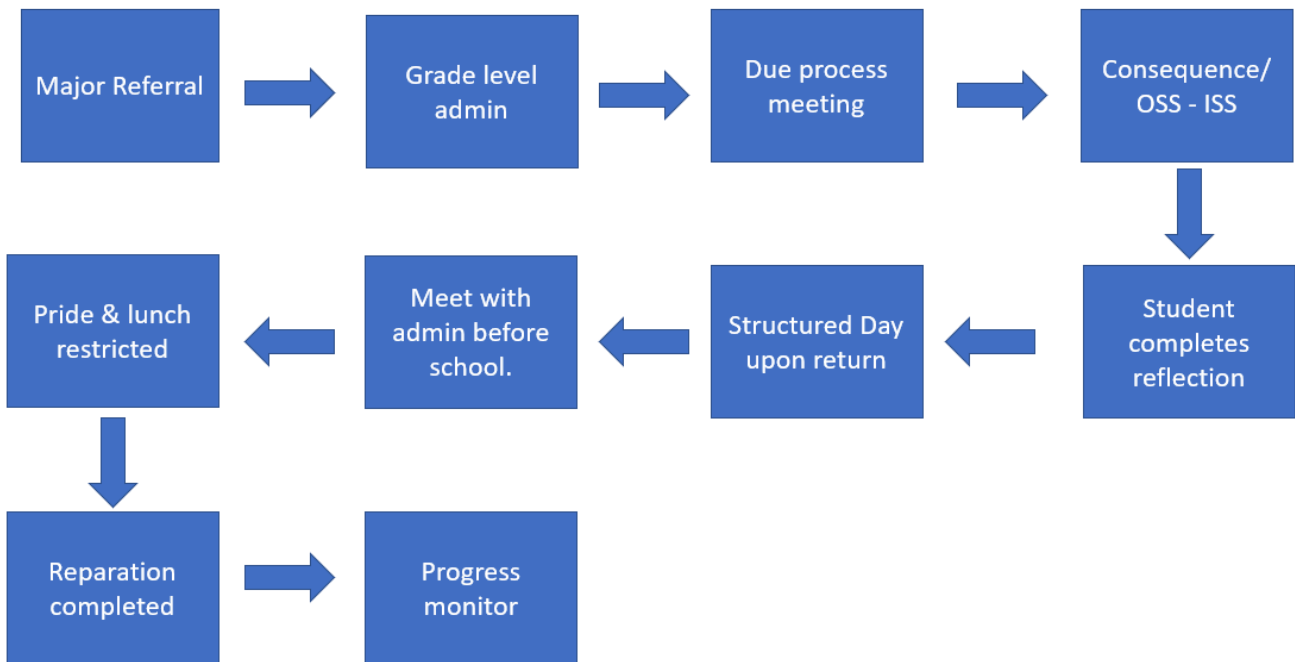 Major Referral
Grade level
admin
Due process
meeting
Consequence/
OSS - ISS
Student
completes
reflection
Structured Day
upon return
Meet with
admin before
school.
Pride & lunch
restricted
Reparation
completed
Progress
monitor